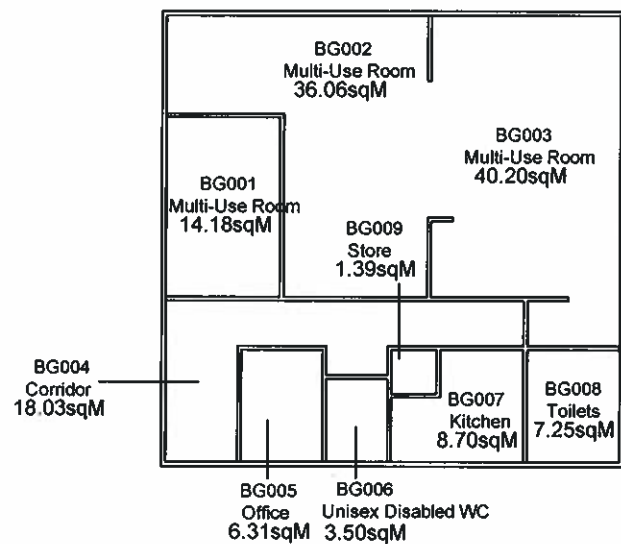 BG002
Multi-Use Room
36.06sqM
BG003
Multi-Use Room
40.20sqM
BG001
Multi-Use Room
14.18sqM
BG009
Store
1.39sqM
BG004
Corridor
18.03sqM
BG007
Kitchen
8.70sqM
BG008
Toilets
7.25sqM
BG005
Office
6.31sqM
BG006
Unisex Disabled WC
3.50sqM